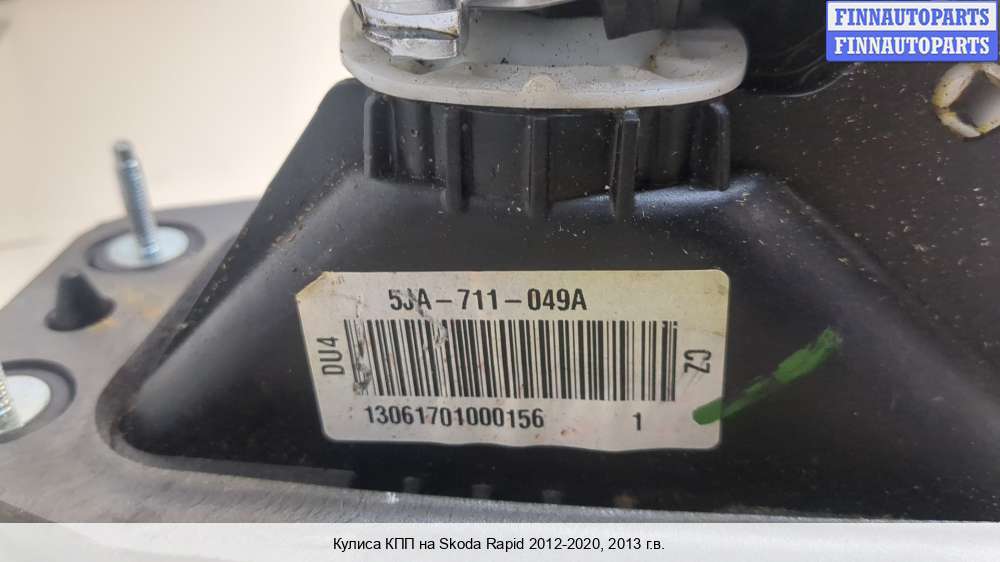 FINNAUTOPARTS
FINNAUTOPARTS
5JA-711-049A
DU4
CZ
13061701000156 1
Кулиса КПП на Skoda Rapid 2012-2020, 2013 г.в.